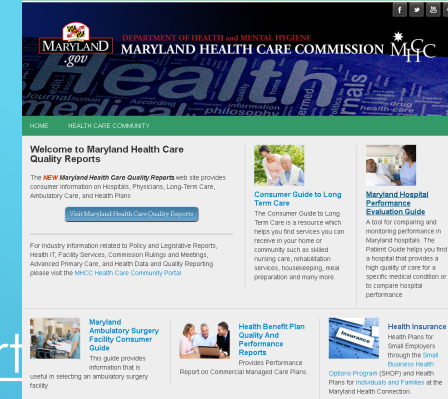 MARYLAND
.gov
DEPARTMENT OF HEALTH and MENTAL HYGIENE
MARYLAND HEALTH CARE COMMISSION
MHCC
Health
medical
HOME HEALTH CARE COMMUNITY
Welcome to Maryland Health Care
Quality Reports
The NEW Maryland Health Care Quality Reports web site provides
consumer information on Hospitals, Physicians, Long-Term Care,
Ambulatory Care, and Health Plans
Visit Maryland Health Care Quality Reports
For Industry information related to Policy and Legislative Reports,
Health IT, Facility Services, Commission Rulings and Meetings,
Advanced Primary Care, and Health Data and Quality Reporting
please visit the MHCC Health Care Community Portal
Consumer Guide to Long
Term Care
The Consumer Guide to Long
Term Care is a resource which
helps you find services you can
receive in your home or
community such as skilled
nursing care, rehabilitation
services, housekeeping, meal
preparation and many more.
Maryland Hospital
Performance
Evaluation Guide
A tool for comparing and
monitoring performance in
Maryland hospitals. The
Patient Guide helps you find
a hospital that provides a
high quality of care for a
specific medical condition or
to compare hospital
performance
Maryland
Ambulatory Surgery
Facility Consumer
Guide
This guide provides
information that is
useful in selecting an ambulatory surgery
facility
Health Benefit Plan
Quality And
Performance
Reports
Provides Performance
Report on Commercial Managed Care Plans.
Insurance
Health Insurance
Health Plans for
Small Employers
through the Small
Business Health
Options Program (SHOP) and Health
Plans for Individuals and Families at the
Maryland Health Connection.